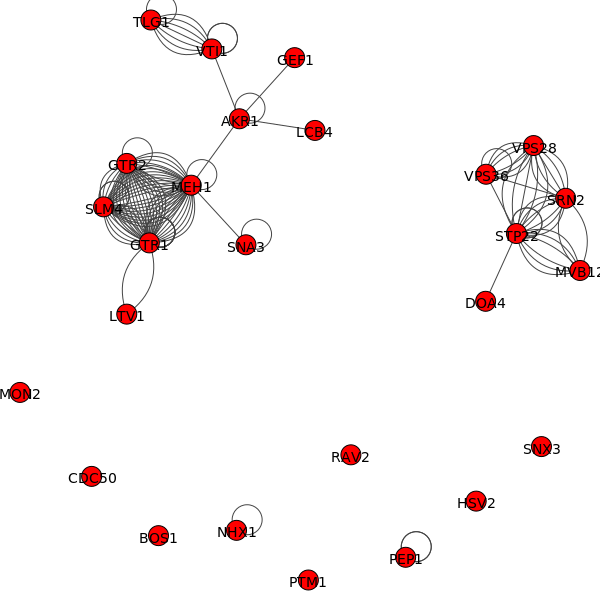 TLG1
VTI1
GEF1
AKR1
LCB4
VPS28
GTR2
VPS36
MEH1
SRN2
SLM4
STP22
GTR1
SNA3
MVB12
DOA4
LTV1
MON2
SNX3
RAV2
CDC50
HSV2
NHX1
BOS1
PEP1
PTM1